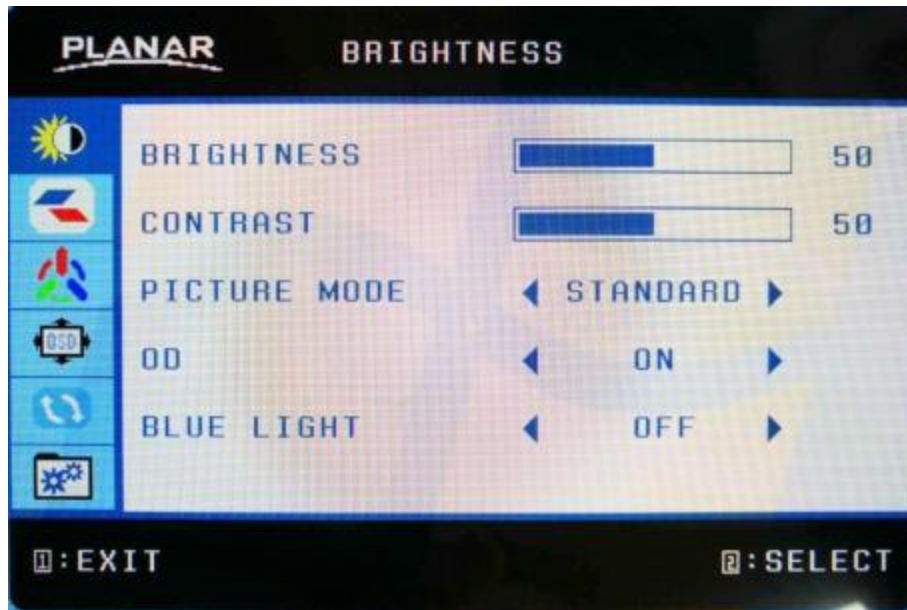 PLANAR BRIGHTNESS
BRIGHTNESS 50
CONTRAST 50
PICTURE MODE STANDARD
OSD
OD ON
BLUE LIGHT OFF
1:EXIT 2:SELECT